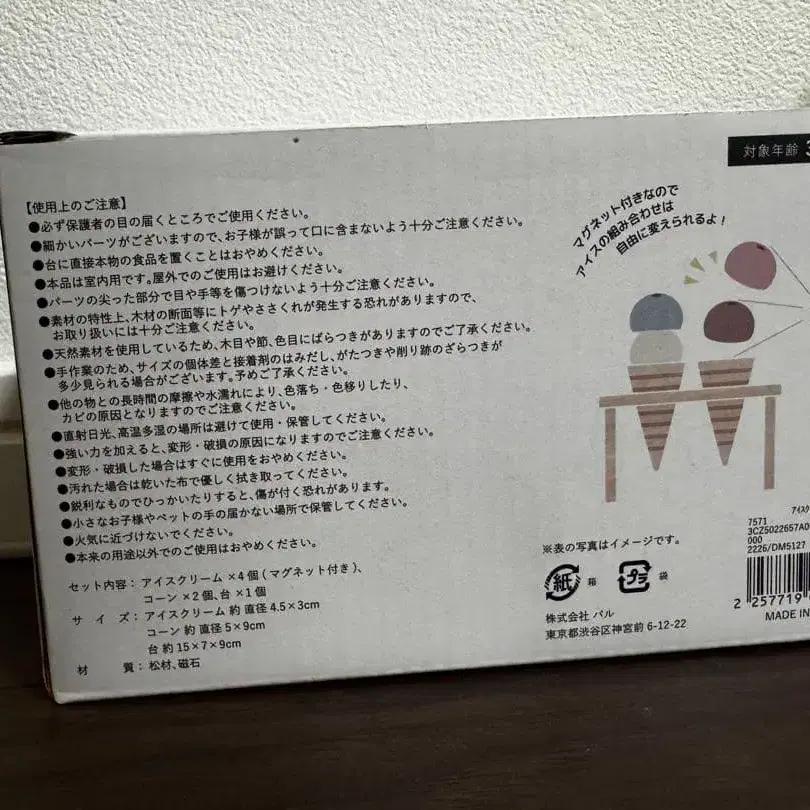 対象年齢 3
【使用上のご注意】
●必ず保護者の目の届くところでご使用ください。
●細かいパーツがございますので、お子様が誤って口に含まないよう十分ご注意ください。
●台に直接本物の食品を置くことはおやめください。
●本品は室内用です。屋外でのご使用はお避けください。
●パーツの尖った部分で目や手等を傷つけないよう十分ご注意ください。
●素材の特性上、木材の断面等にトゲやささくれが発生する恐れがありますので、
お取り扱いには十分ご注意ください。
●天然素材を使用しているため、木目や節、色目にばらつきがありますのでご了承ください。
●手作業のため、サイズの個体差と接着剤のはみだし、がたつきや削り跡のざらつきが
多少見られる場合がございます。予めご了承ください。
●他の物との長時間の摩擦や水濡れにより、色落ち・色移りしたり、
カビの原因となりますのでご注意ください。
●直射日光、高温多湿の場所は避けて使用・保管してください。
●強い力を加えると、変形・破損の原因になりますのでご注意ください。
●変形・破損した場合はすぐに使用をおやめください。
●汚れた場合は乾いた布で優しく拭き取ってください。
●鋭利なものでひっかいたりすると、傷が付く恐れがあります。
●小さなお子様やペットの手の届かない場所で保管してください。
●火気に近づけないでください。
●本来の用途以外でのご使用はおやめください。
セット内容：アイスクリーム×4個(マグネット付き)、
コーン×2個、台×1個
サイズ：アイスクリーム 約 直径 4.5×3cm
コーン 約 直径 5×9cm
台 約 15×7×9cm
材質：松材、磁石
マグネット付きなので
アイスの組み合わせは
自由に変えられるよ!
※表の写真はイメージです。
紙 箱 プラ 袋
株式会社 パル
東京都渋谷区神宮前 6-12-22
アイスク
7571
3CZ5022657A0
000
2226/DM5127
2 257719
MADE IN